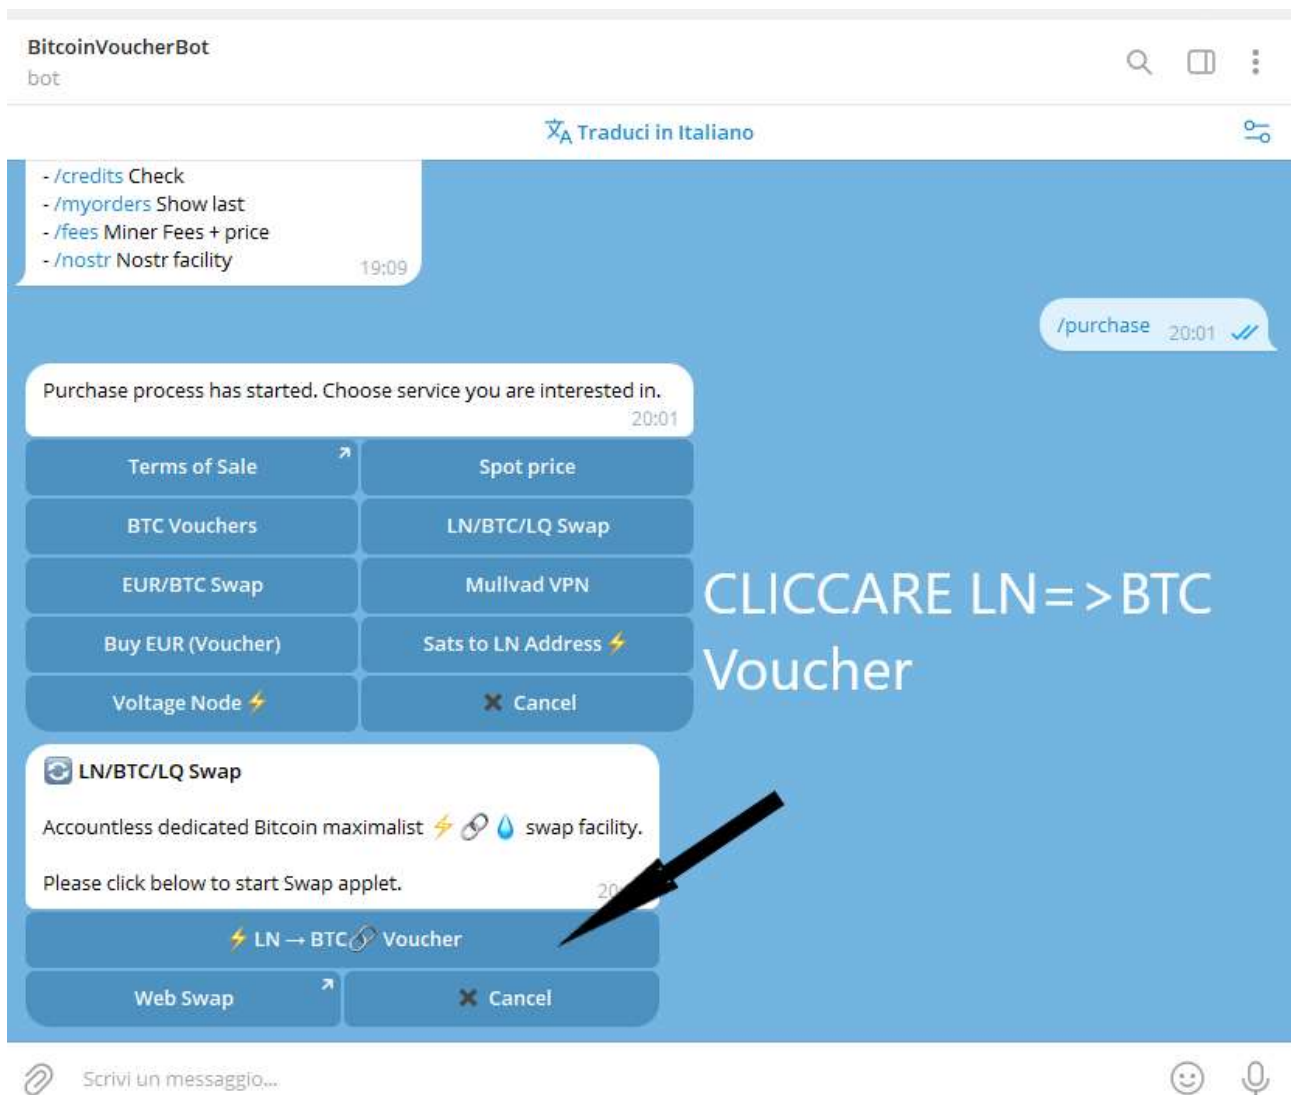 BitcoinVoucherBot
bot
Traduci in Italiano
- /credits Check
- /myorders Show last
- /fees Miner Fees + price
- /nostr Nostr facility
19:09
/purchase 20:01
Purchase process has started. Choose service you are interested in.
20:01
Terms of Sale Spot price
BTC Vouchers LN/BTC/LQ Swap
EUR/BTC Swap Mullvad VPN
Buy EUR (Voucher) Sats to LN Address ⚡
Voltage Node ⚡ ✖ Cancel
CLICCARE LN=>BTC
Voucher
LN/BTC/LQ Swap
Accountless dedicated Bitcoin maximalist ⚡ 🔗 💧 swap facility.
Please click below to start Swap applet.
⚡ LN → BTC🔗 Voucher
Web Swap ✖ Cancel
Scrivi un messaggio...